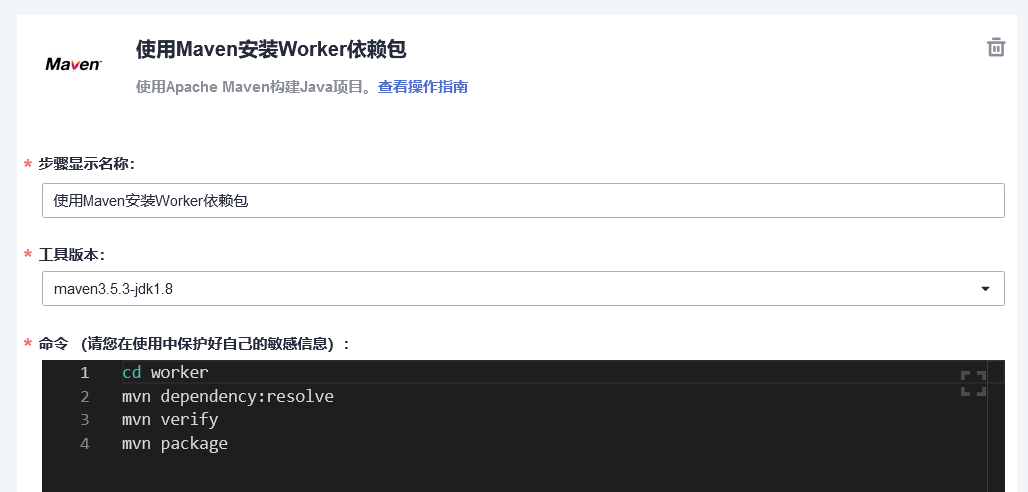 Maven
使用Maven安装Worker依赖包
使用Apache Maven构建Java项目。查看操作指南
* 步骤显示名称:
使用Maven安装Worker依赖包
* 工具版本:
maven3.5.3-jdk1.8
* 命令 (请您在使用中保护好自己的敏感信息) :
1 cd worker
2 mvn dependency:resolve
3 mvn verify
4 mvn package